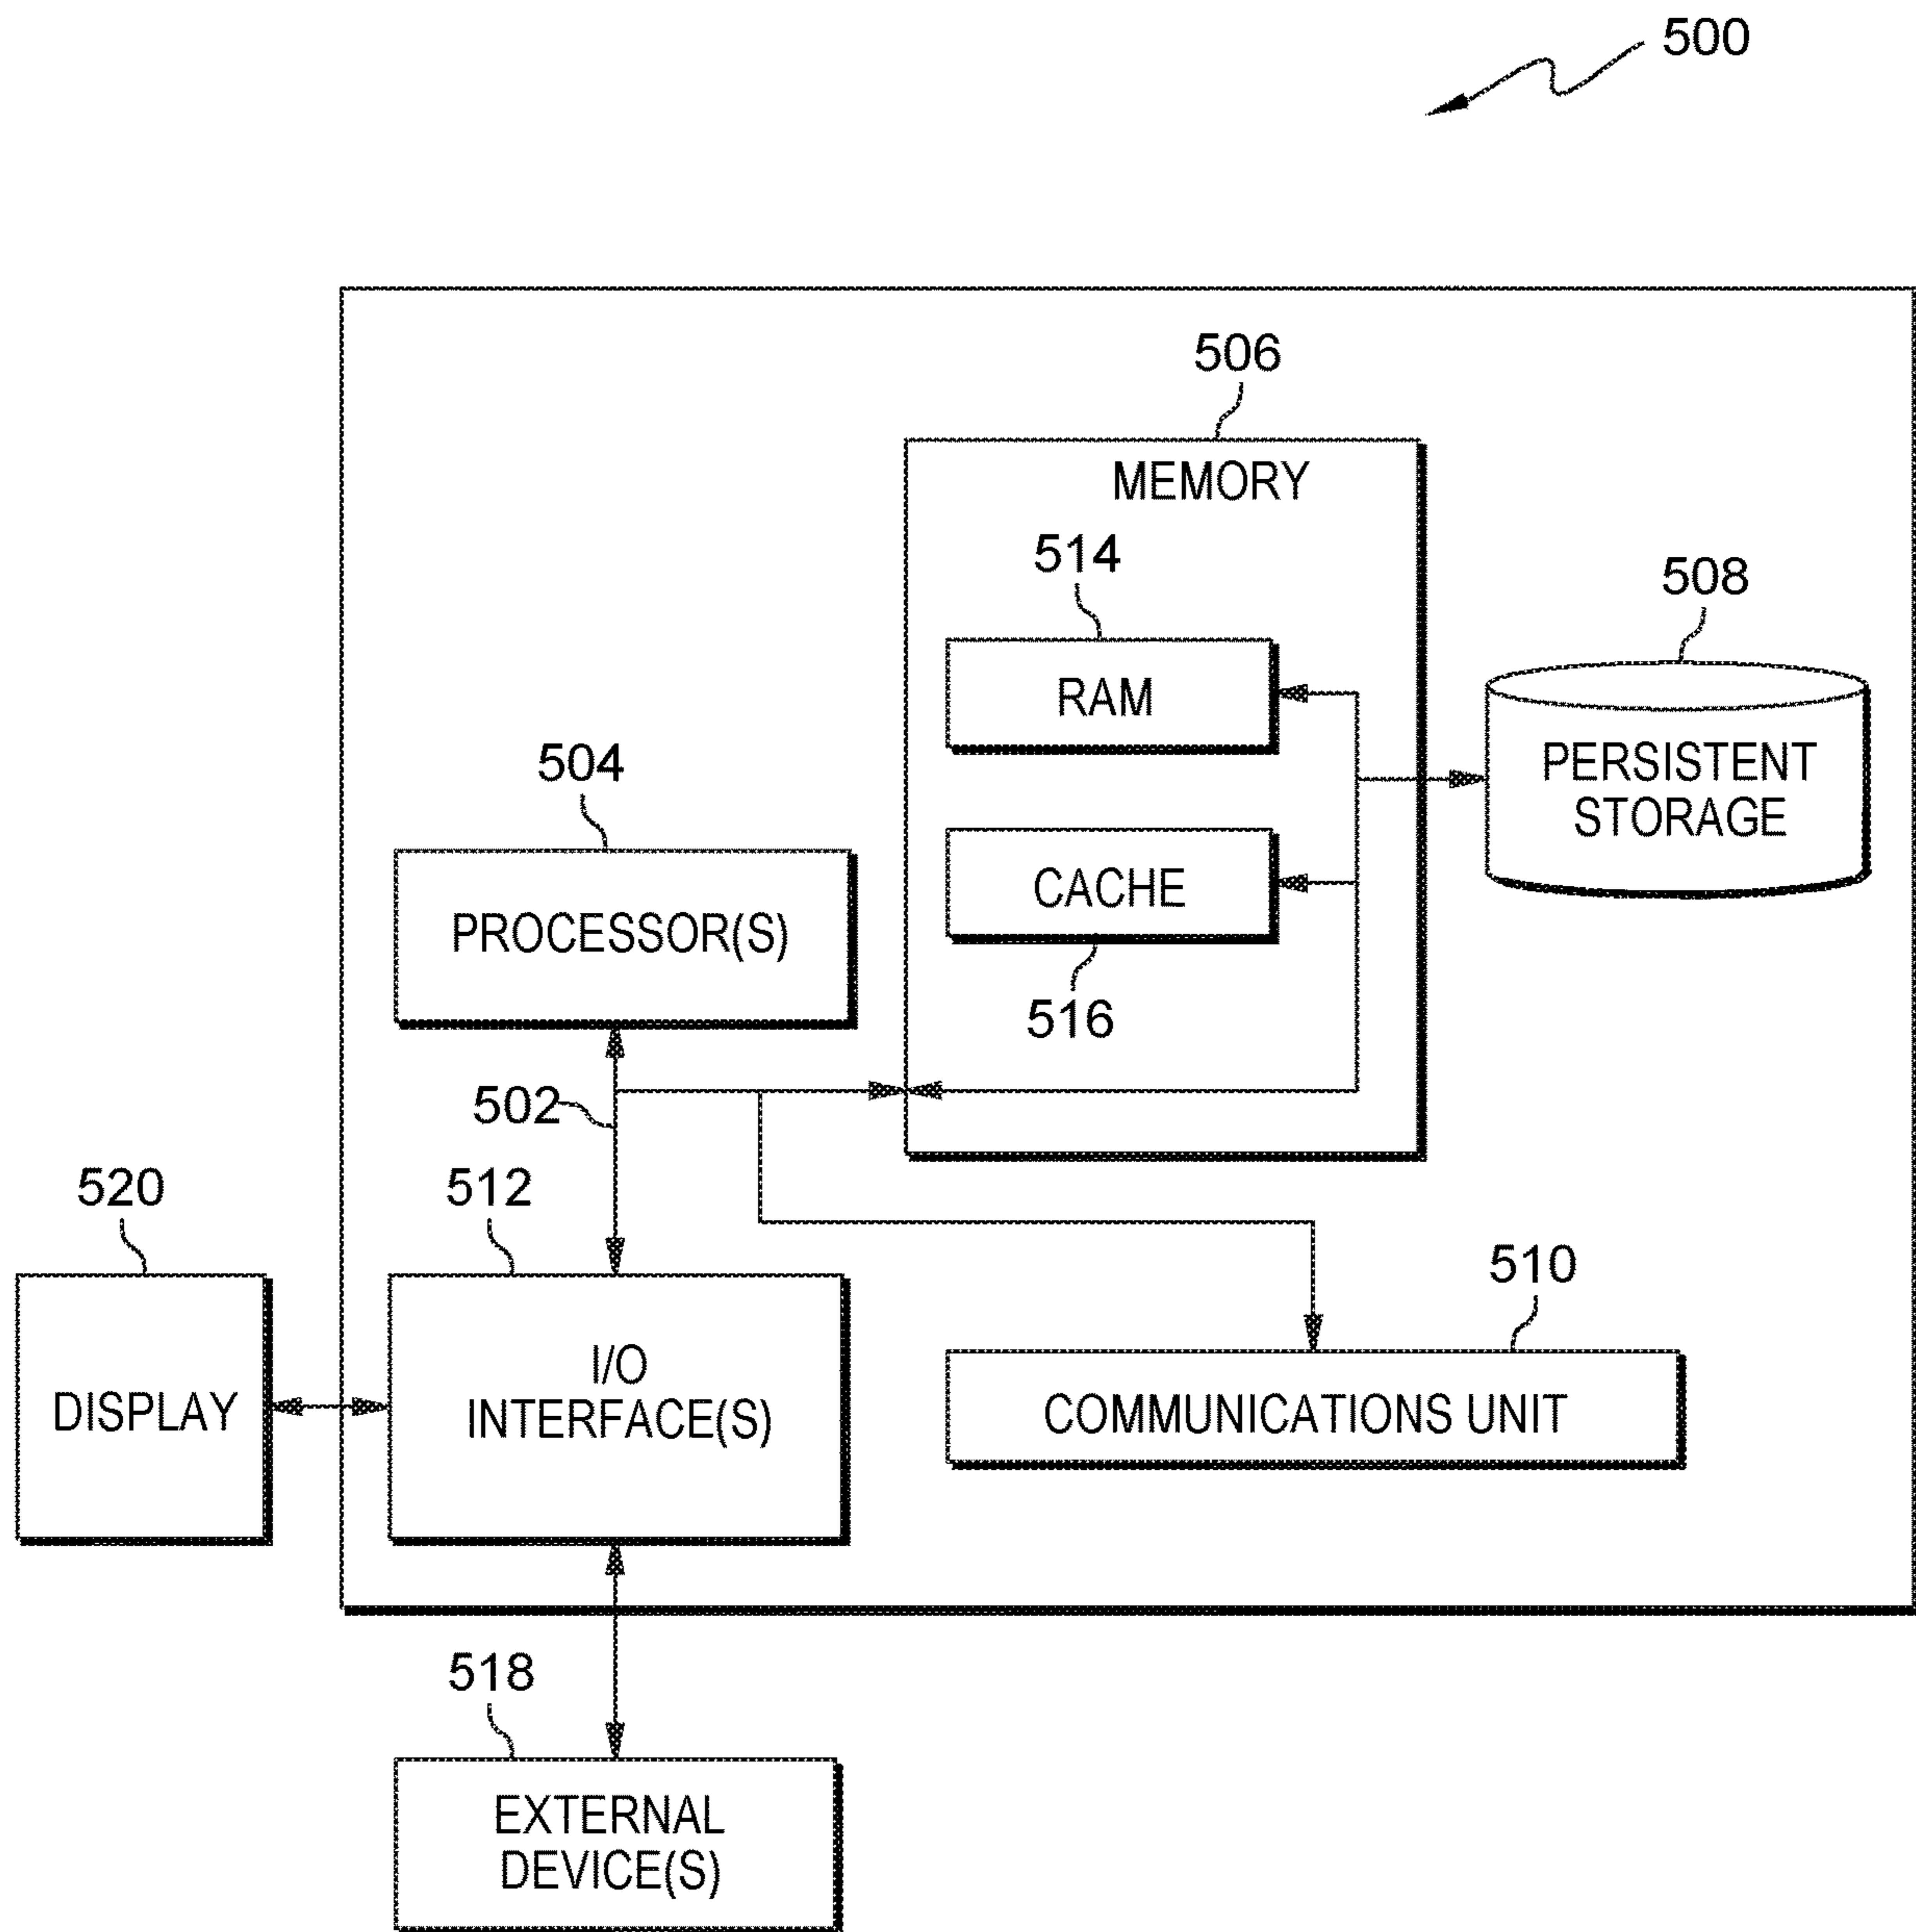 500
506
MEMORY
514
508
RAM
PERSISTENT
STORAGE
504
CACHE
PROCESSOR(S)
516
502
520
512
510
I/O
INTERFACE(S)
DISPLAY
COMMUNICATIONS UNIT
518
EXTERNAL
DEVICE(S)